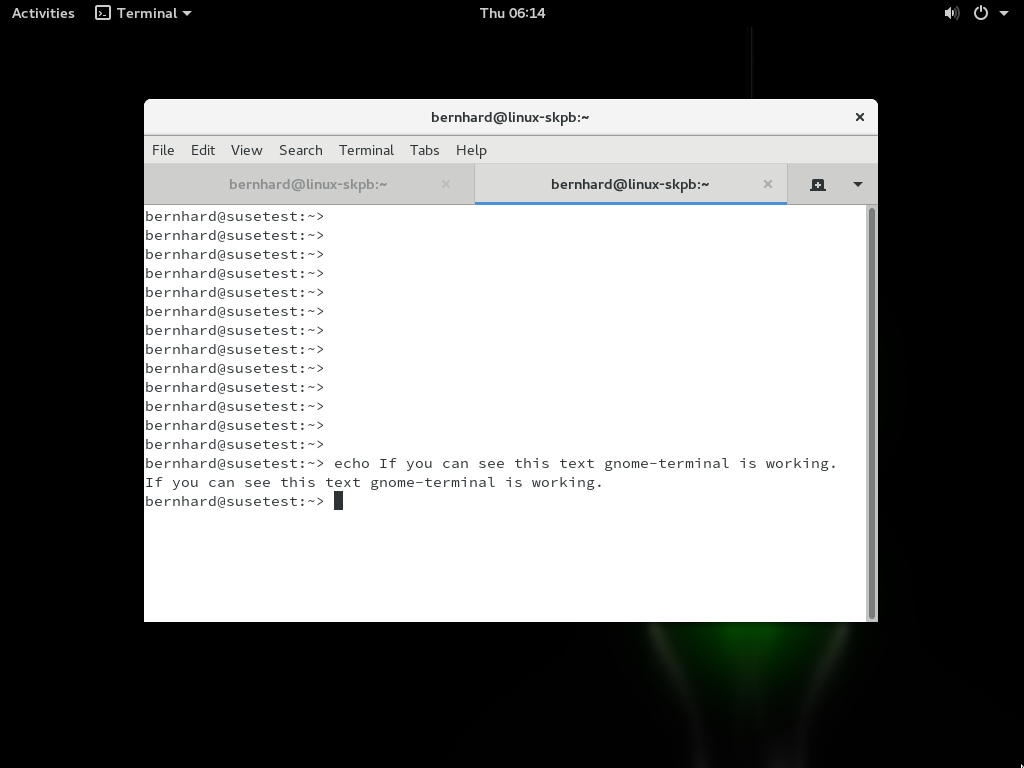 Activities Terminal Thu 06:14
bernhard@linux-skpb:~
File Edit View Search Terminal Tabs Help
bernhard@linux-skpb:~ bernhard@linux-skpb:~
bernhard@susetest:~>
bernhard@susetest:~>
bernhard@susetest:~>
bernhard@susetest:~>
bernhard@susetest:~>
bernhard@susetest:~>
bernhard@susetest:~>
bernhard@susetest:~>
bernhard@susetest:~>
bernhard@susetest:~>
bernhard@susetest:~>
bernhard@susetest:~>
bernhard@susetest:~>
bernhard@susetest:~> echo If you can see this text gnome-terminal is working.
If you can see this text gnome-terminal is working.
bernhard@susetest:~>